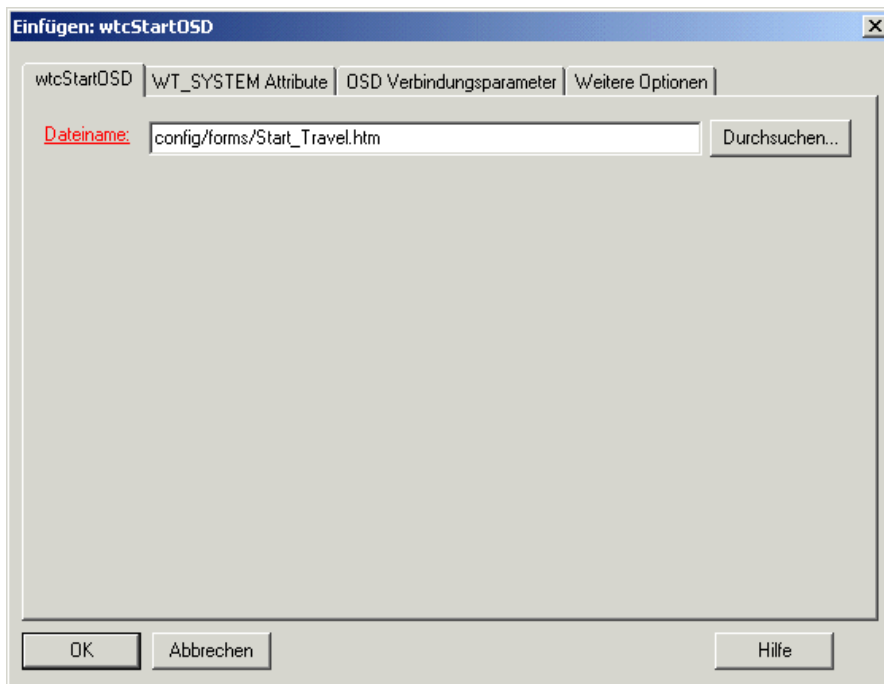 Einfügen: wtcStartOSD
wtcStartOSD WT_SYSTEM Attribute OSD Verbindungsparameter Weitere Optionen
Dateiname: config/forms/Start_Travel.htm Durchsuchen...
OK Abbrechen Hilfe